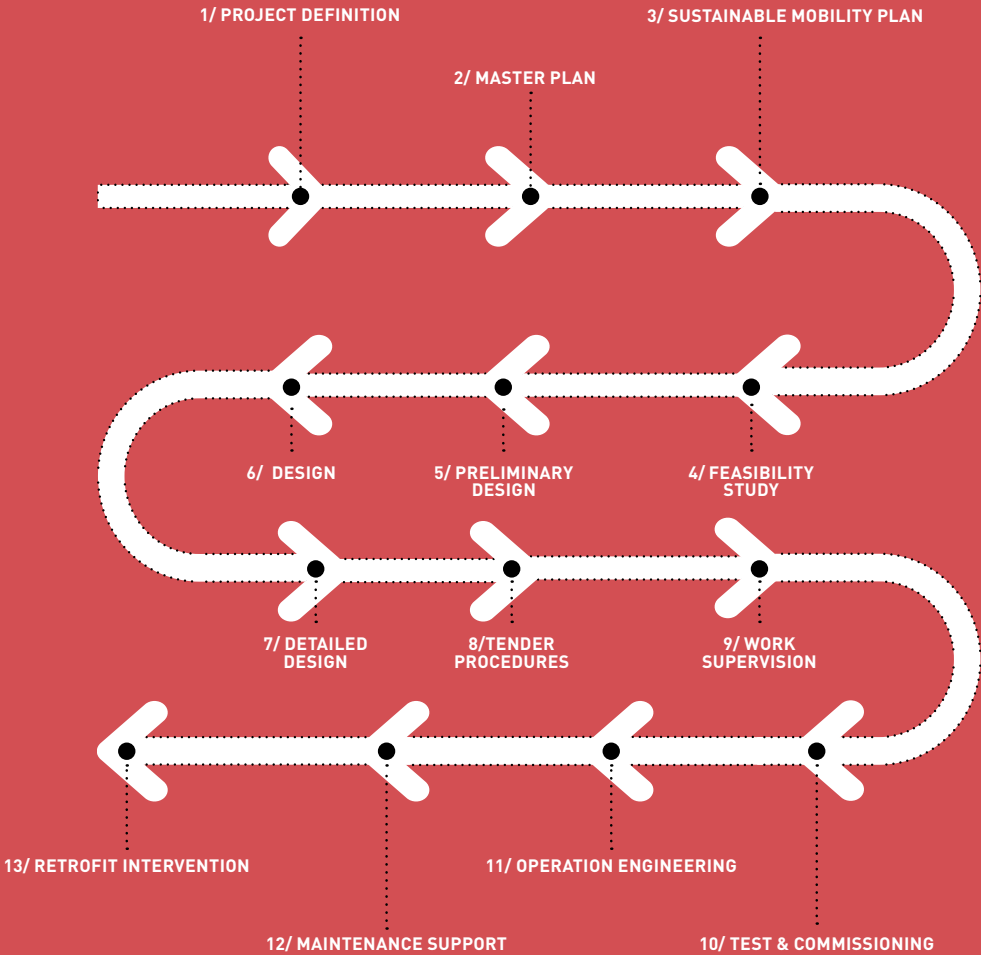 1/ PROJECT DEFINITION
2/ MASTER PLAN
3/ SUSTAINABLE MOBILITY PLAN
4/ FEASIBILITY
STUDY
5/ PRELIMINARY
DESIGN
6/ DESIGN
7/ DETAILED
DESIGN
8/TENDER
PROCEDURES
9/ WORK
SUPERVISION
10/ TEST & COMMISSIONING
11/ OPERATION ENGINEERING
12/ MAINTENANCE SUPPORT
13/ RETROFIT INTERVENTION